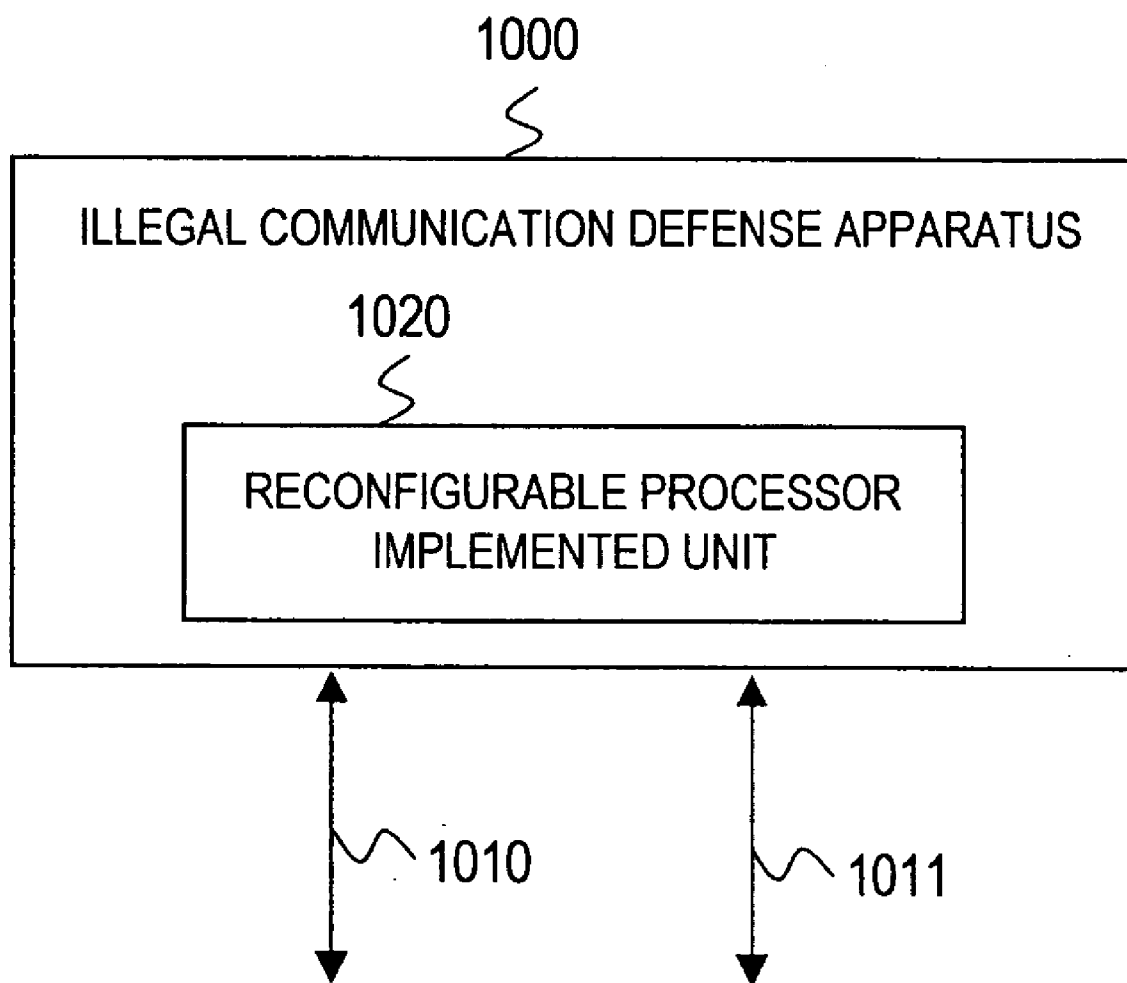 1000
ILLEGAL COMMUNICATION DEFENSE APPARATUS
1020
RECONFIGURABLE PROCESSOR
IMPLEMENTED UNIT
1010
1011